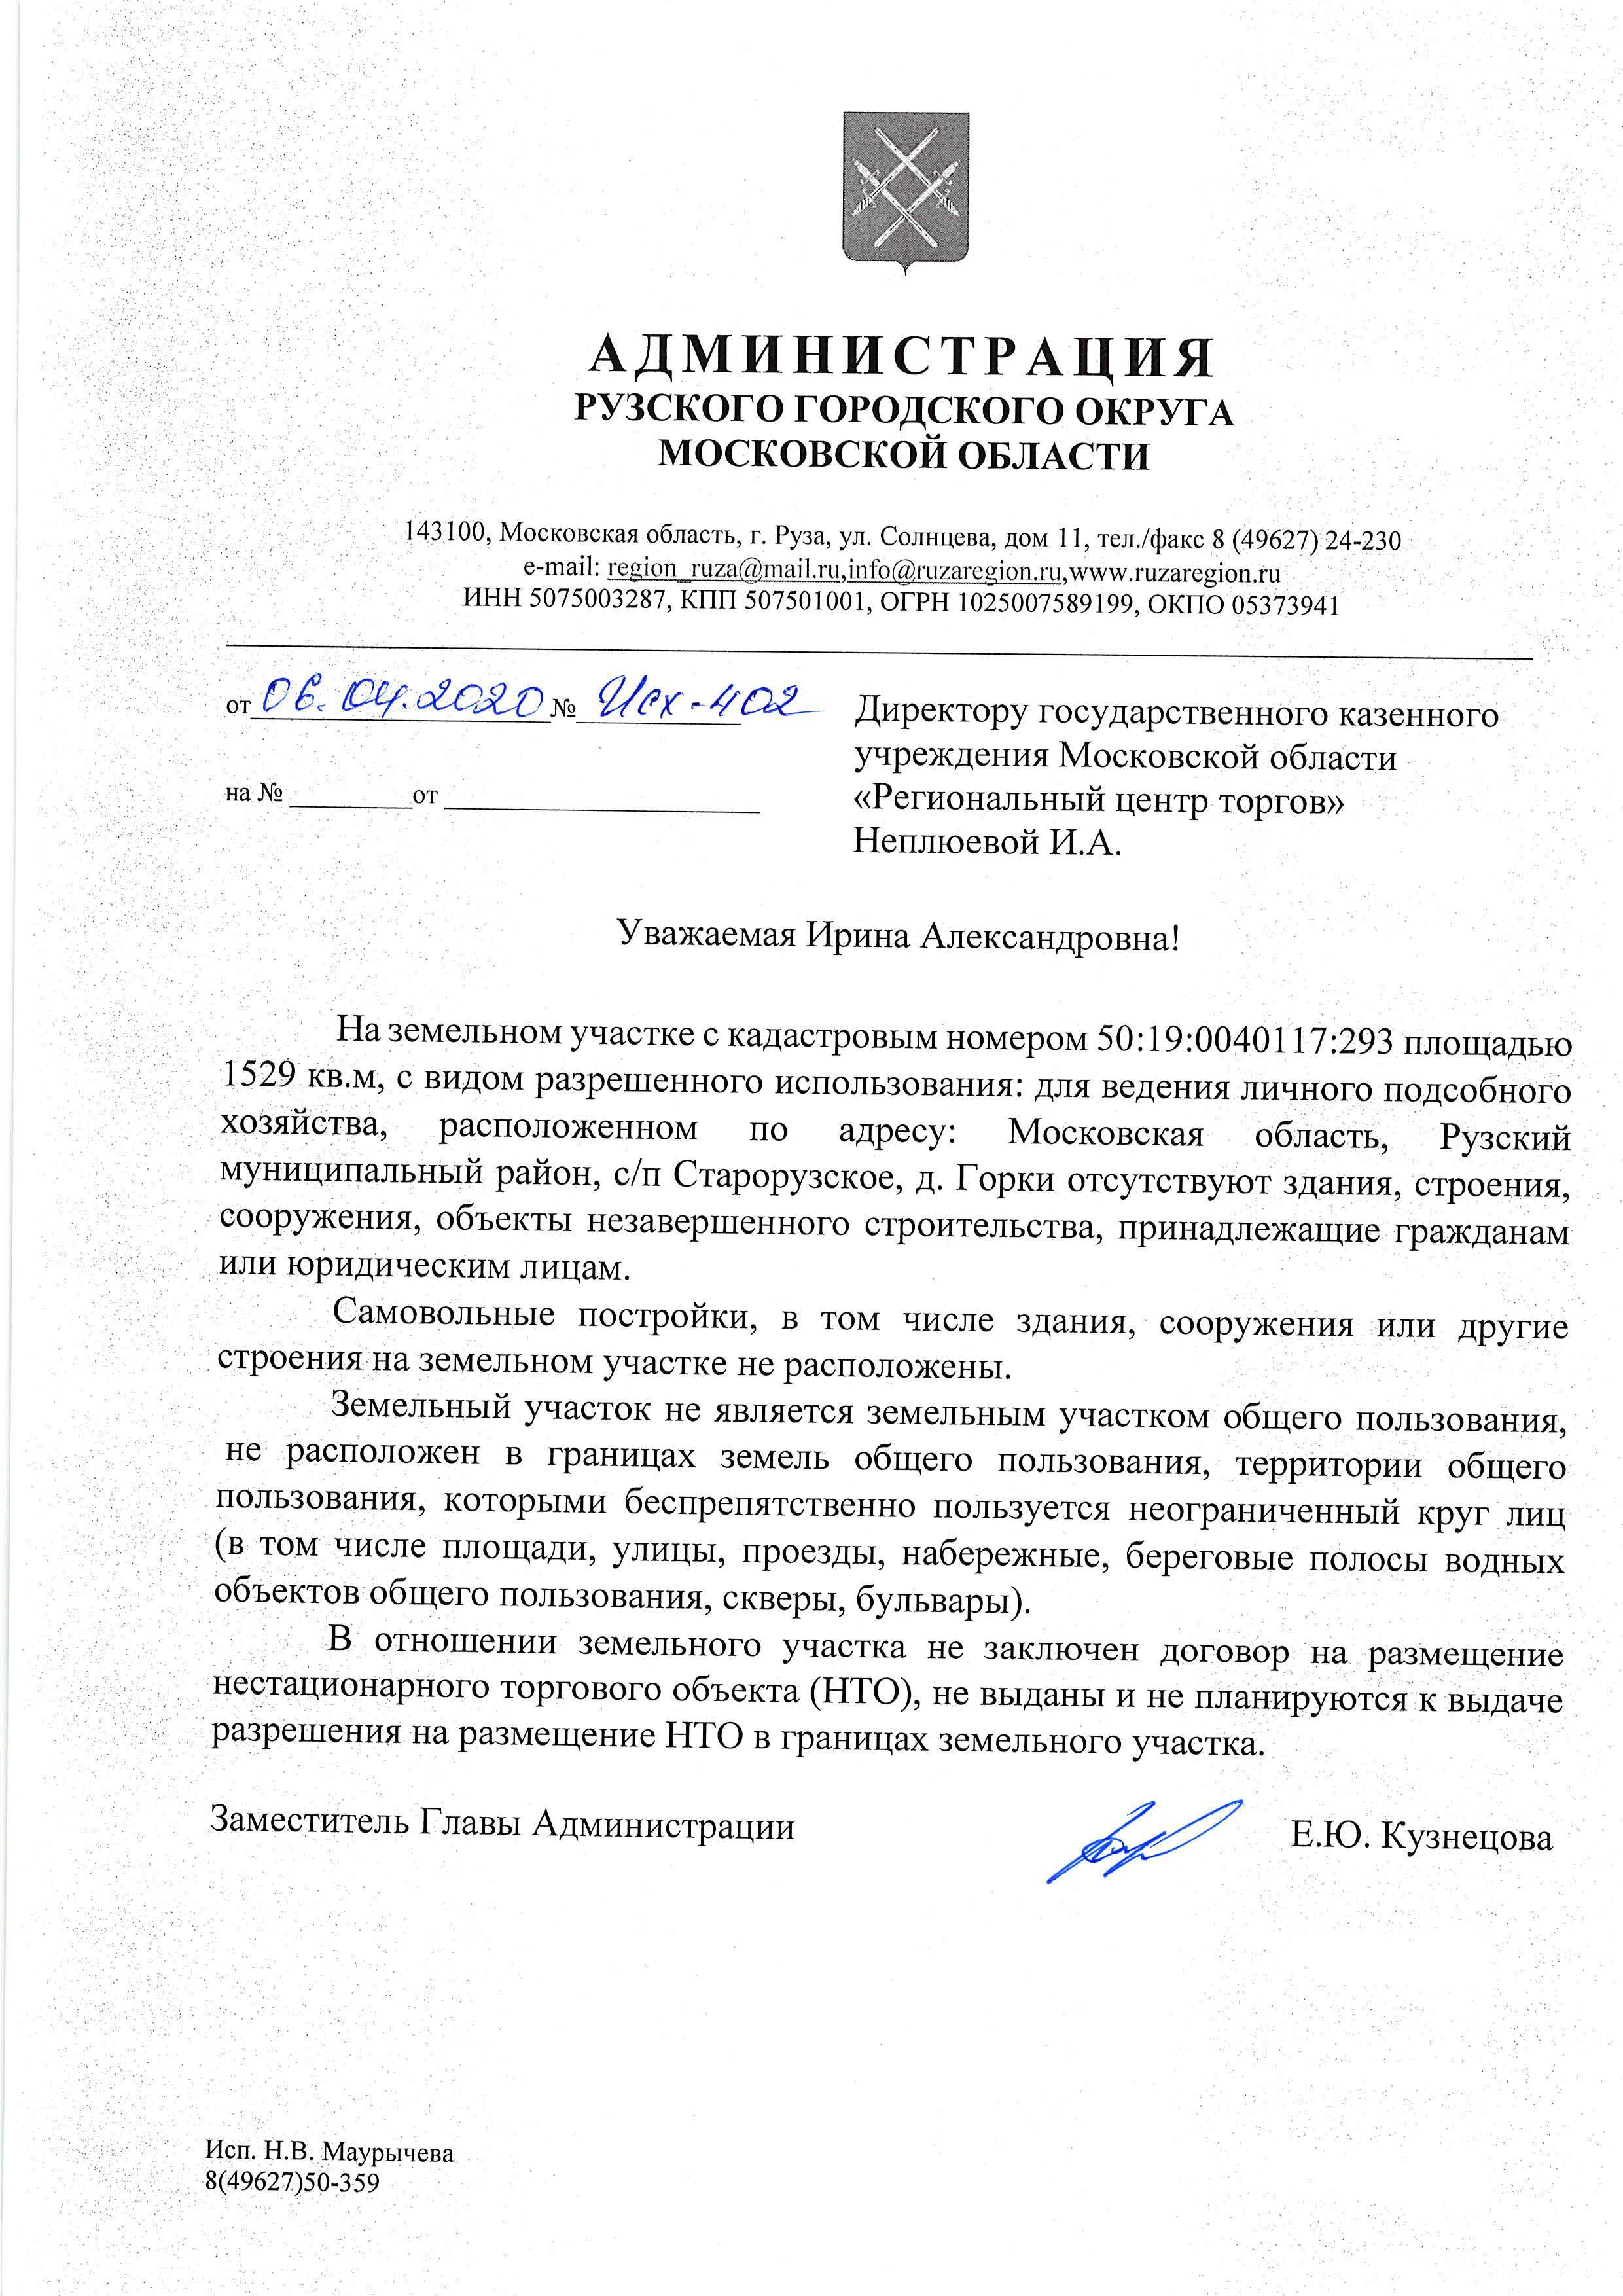 АДМИНИСТРАЦИЯ
РУЗСКОГО ГОРОДСКОГО ОКРУГА
МОСКОВСКОЙ ОБЛАСТИ
143100, Московская область, г. Руза, ул. Солнцева, дом 11, тел./факс 8 (49627) 24-230
e-mail: region_ruza@mail.ru,info@ruzaregion.ru,www.ruzaregion.ru
ИНН 5075003287, КПП 507501001, ОГРН 1025007589199, ОКПО 05373941
от 06.04.2020 № Исх-402
на № _________ от ___________________
Директору государственного казенного
учреждения Московской области
«Региональный центр торгов»
Неплюевой И.А.
Уважаемая Ирина Александровна!
На земельном участке с кадастровым номером 50:19:0040117:293 площадью
1529 кв.м, с видом разрешенного использования: для ведения личного подсобного
хозяйства, расположенном по адресу: Московская область, Рузский
муниципальный район, с/п Старорузское, д. Горки отсутствуют здания, строения,
сооружения, объекты незавершенного строительства, принадлежащие гражданам
или юридическим лицам.
Самовольные постройки, в том числе здания, сооружения или другие
строения на земельном участке не расположены.
Земельный участок не является земельным участком общего пользования,
не расположен в границах земель общего пользования, территории общего
пользования, которыми беспрепятственно пользуется неограниченный круг лиц
(в том числе площади, улицы, проезды, набережные, береговые полосы водных
объектов общего пользования, скверы, бульвары).
В отношении земельного участка не заключен договор на размещение
нестационарного торгового объекта (НТО), не выданы и не планируются к выдаче
разрешения на размещение НТО в границах земельного участка.
Заместитель Главы Администрации Е.Ю. Кузнецова
Исп. Н.В. Маурычева
8(49627)50-359